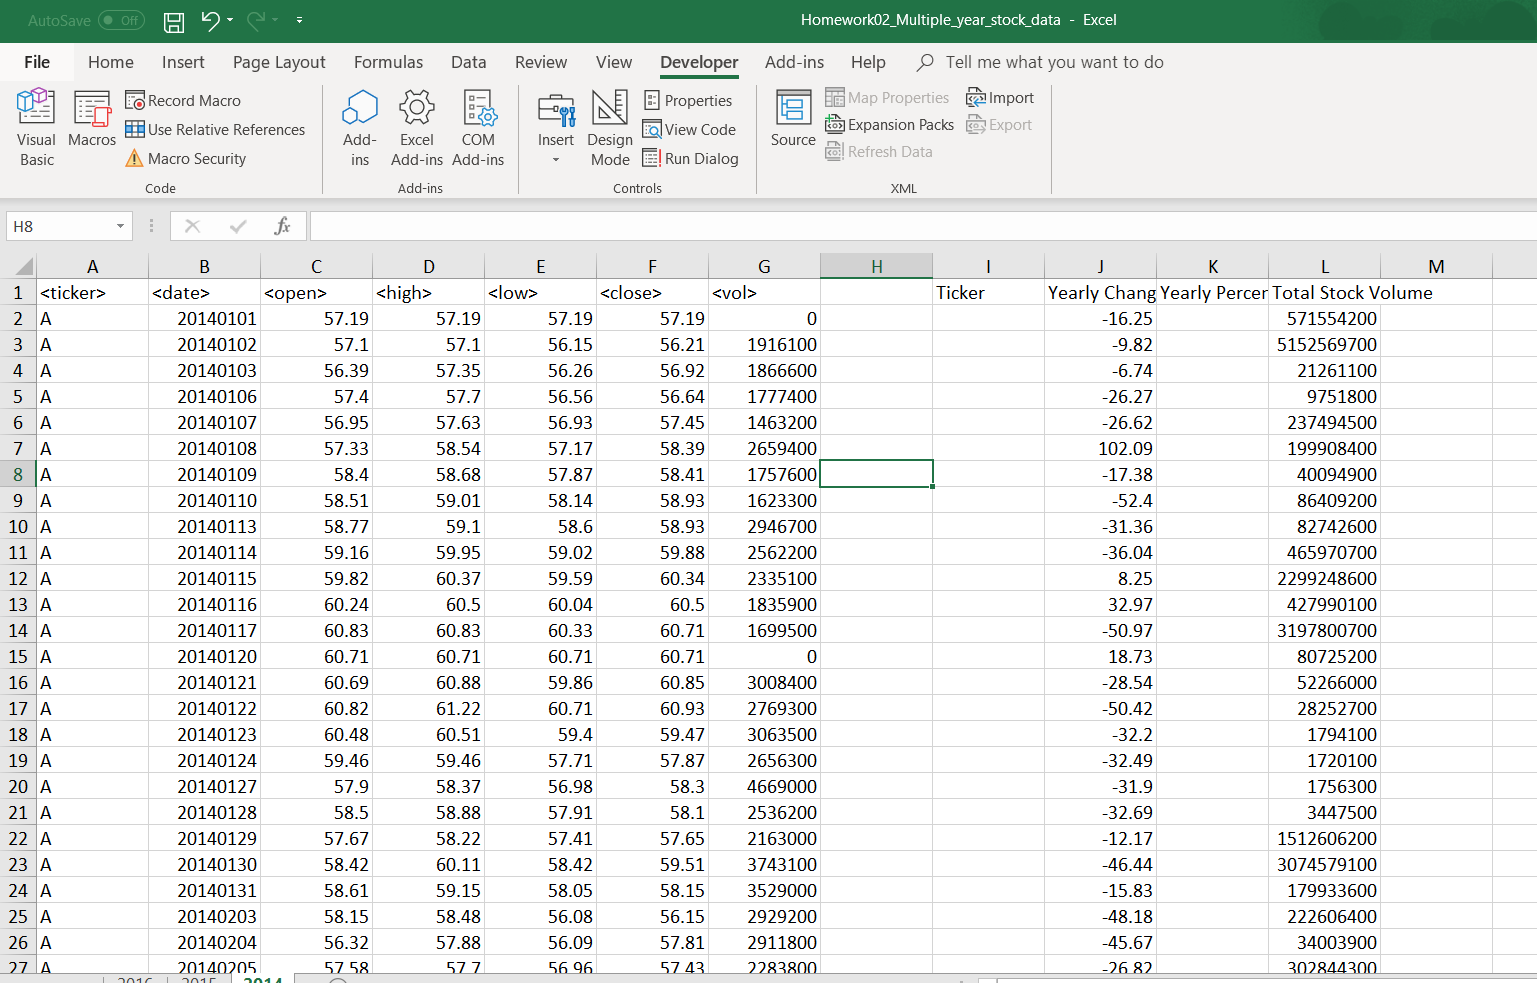 AutoSave Off Homework02_Multiple_year_stock_data - Excel
File Home Insert Page Layout Formulas Data Review View Developer Add-ins Help Tell me what you want to do
Visual Basic
Macros
Record Macro
Use Relative References
Macro Security
Code
Add-ins
Excel Add-ins
COM Add-ins
Add-ins
Insert
Design Mode
Properties
View Code
Run Dialog
Controls
Source
Map Properties
Expansion Packs
Refresh Data
Import
Export
XML
H8 fx
A B C D E F G H I J K L M
1 <ticker> <date> <open> <high> <low> <close> <vol> Ticker Yearly Chang Yearly Percer Total Stock Volume
2 A 20140101 57.19 57.19 57.19 57.19 0 -16.25 571554200
3 A 20140102 57.1 57.1 56.15 56.21 1916100 -9.82 5152569700
4 A 20140103 56.39 57.35 56.26 56.92 1866600 -6.74 21261100
5 A 20140106 57.4 57.7 56.56 56.64 1777400 -26.27 9751800
6 A 20140107 56.95 57.63 56.93 57.45 1463200 -26.62 237494500
7 A 20140108 57.33 58.54 57.17 58.39 2659400 102.09 199908400
8 A 20140109 58.4 58.68 57.87 58.41 1757600 -17.38 40094900
9 A 20140110 58.51 59.01 58.14 58.93 1623300 -52.4 86409200
10 A 20140113 58.77 59.1 58.6 58.93 2946700 -31.36 82742600
11 A 20140114 59.16 59.95 59.02 59.88 2562200 -36.04 465970700
12 A 20140115 59.82 60.37 59.59 60.34 2335100 8.25 2299248600
13 A 20140116 60.24 60.5 60.04 60.5 1835900 32.97 427990100
14 A 20140117 60.83 60.83 60.33 60.71 1699500 -50.97 3197800700
15 A 20140120 60.71 60.71 60.71 60.71 0 18.73 80725200
16 A 20140121 60.69 60.88 59.86 60.85 3008400 -28.54 52266000
17 A 20140122 60.82 61.22 60.71 60.93 2769300 -50.42 28252700
18 A 20140123 60.48 60.51 59.4 59.47 3063500 -32.2 1794100
19 A 20140124 59.46 59.46 57.71 57.87 2656300 -32.49 1720100
20 A 20140127 57.9 58.37 56.98 58.3 4669000 -31.9 1756300
21 A 20140128 58.5 58.88 57.91 58.1 2536200 -32.69 3447500
22 A 20140129 57.67 58.22 57.41 57.65 2163000 -12.17 1512606200
23 A 20140130 58.42 60.11 58.42 59.51 3743100 -46.44 3074579100
24 A 20140131 58.61 59.15 58.05 58.15 3529000 -15.83 179933600
25 A 20140203 58.15 58.48 56.08 56.15 2929200 -48.18 222606400
26 A 20140204 56.32 57.88 56.09 57.81 2911800 -45.67 34003900
27 A 20140205 57.58 57.7 56.96 57.43 2283800 -26.82 302844300
2016 2015 2014